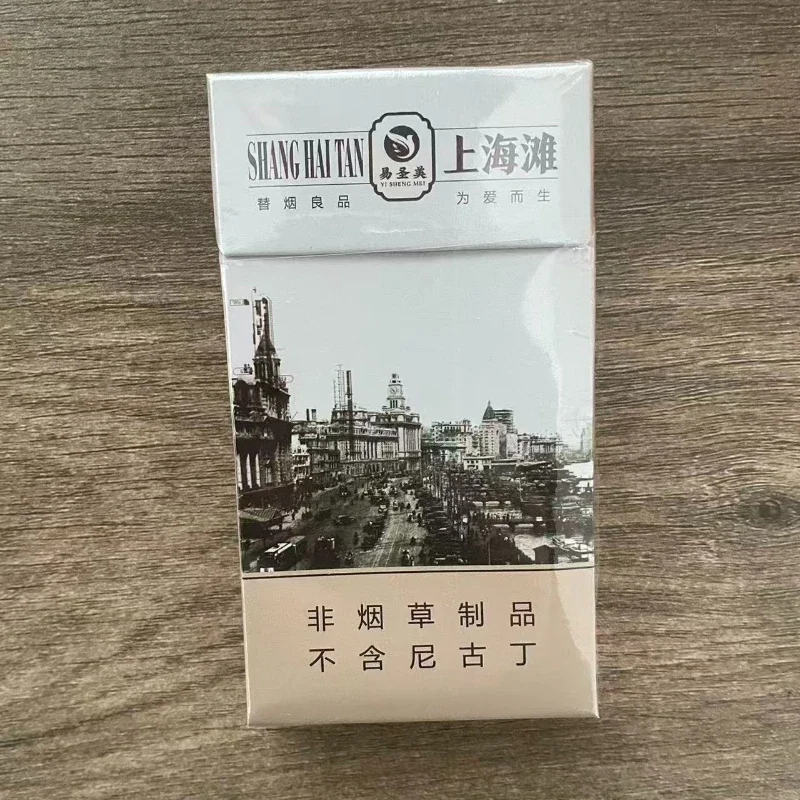 SHANG HAI TAN
易圣美
YI SHENG MEI
上海滩
替烟良品
为爱而生
非烟草制品
不含尼古丁